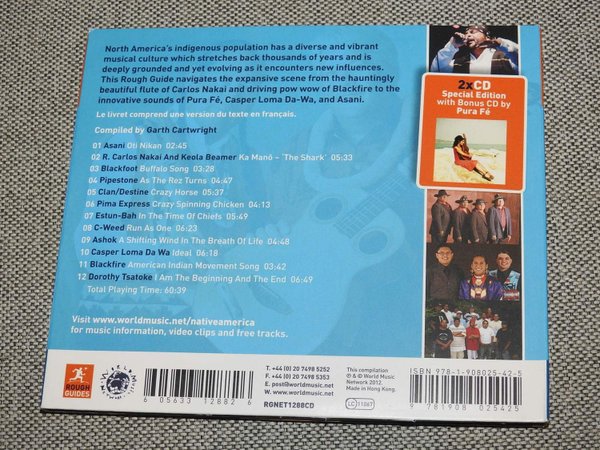 North America's indigenous population has a diverse and vibrant
musical culture which stretches back thousands of years and is
deeply grounded and yet evolving as it encounters new influences.
This Rough Guide navigates the expansive scene from the hauntingly
beautiful flute of Carlos Nakai and driving pow wow of Blackfire to the
innovative sounds of Pura Fé, Casper Loma Da-Wa, and Asani.
Le livret comprend une version du texte en français.
Compiled by Garth Cartwright
01 Asani Oti Nikan 02:45
02 R. Carlos Nakai And Keola Beamer Ka Manō – 'The Shark' 05:33
03 Blackfoot Buffalo Song 03:28
04 Pipestone As The Rez Turns 04:47
05 Clan/Destine Crazy Horse 05:37
06 Pima Express Crazy Spinning Chicken 04:13
07 Estun-Bah In The Time Of Chiefs 05:49
08 C-Weed Run As One 06:23
09 Ashok A Shifting Wind In The Breath Of Life 04:48
10 Casper Loma Da-Wa Ideal 06:18
11 Blackfire American Indian Movement Song 03:42
12 Dorothy Tsatoke I Am The Beginning And The End 06:49
Total Playing Time: 60:39
Visit www.worldmusic.net/nativeamerica
for music information, video clips and free tracks.
2xCD
Special Edition
with Bonus CD by
Pura Fé
ROUGH
GUIDES
6 05633 12882 6
T. +44 (0) 20 7498 5252
F. +44 (0) 20 7498 5353
E. post@worldmusic.net
W. www.worldmusic.net
RGNET1288CD
This compilation
℗ & © World Music
Network 2012.
Made in Hong Kong.
LC 11067
ISBN 978-1-908025-42-5
9 781908 025425